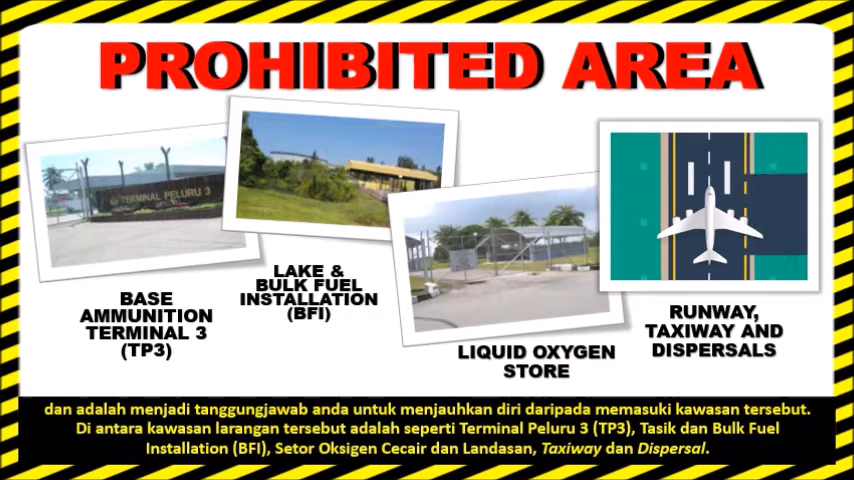 PROHIBITED AREA
TERMINAL PELURU 3
BASE
AMMUNITION
TERMINAL 3
(TP3)
LAKE &
BULK FUEL
INSTALLATION
(BFI)
LIQUID OXYGEN
STORE
RUNWAY,
TAXIWAY AND
DISPERSALS
dan adalah menjadi tanggungjawab anda untuk menjauhkan diri daripada memasuki kawasan tersebut.
Di antara kawasan larangan tersebut adalah seperti Terminal Peluru 3 (TP3), Tasik dan Bulk Fuel
Installation (BFI), Setor Oksigen Cecair dan Landasan, Taxiway dan Dispersal.